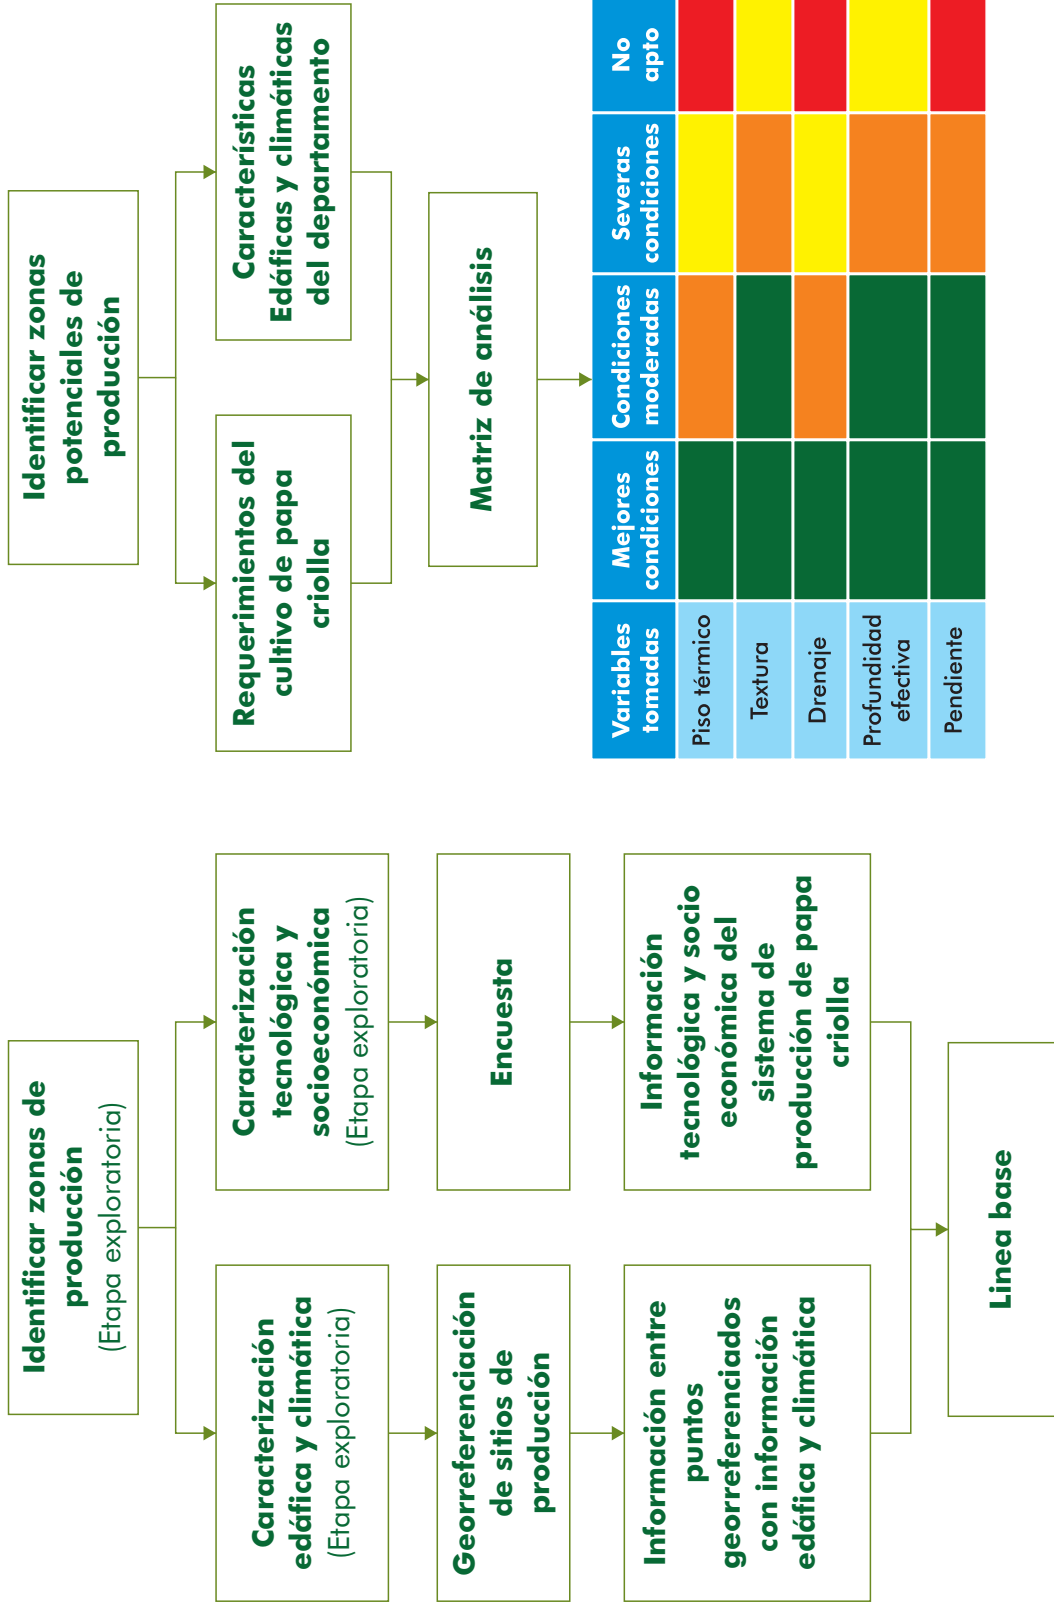 Identificar zonas de
producción
(Etapa exploratoria)
Caracterización
edáfica y climática
(Etapa exploratoria)
Caracterización
tecnológica y
socioeconómica
(Etapa exploratoria)
Georreferenciación
de sitios de
producción
Encuesta
Información entre
puntos
georreferenciados
con información
edáfica y climática
Información
tecnológica y socio
económica del
sistema de
producción de papa
criolla
Linea base
Identificar zonas
potenciales de
producción
Requerimientos del
cultivo de papa
criolla
Características
Edáficas y climáticas
del departamento
Matriz de análisis
Variables
tomadas
Mejores
condiciones
Condiciones
moderadas
Severas
condiciones
No
apto
Piso térmico
Textura
Drenaje
Profundidad
efectiva
Pendiente